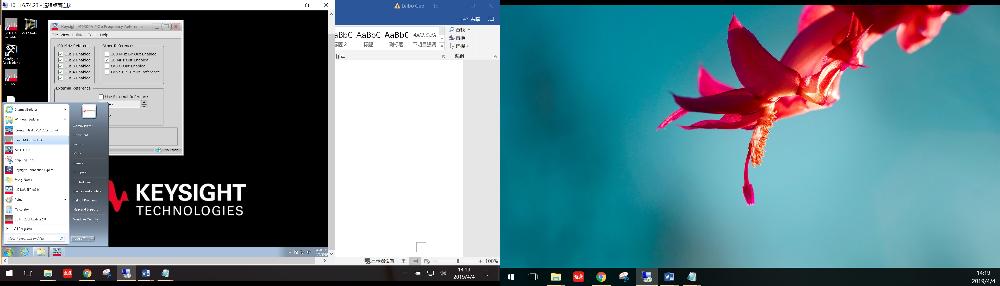 10.116.74.23 - 远程桌面连接
M9037A
Embedde...
VXT2_Instal...
Configure
Applications
LaunchMo...
Keysight M9300A PXIe Frequency Reference
File View Utilities Tools Help
100 MHz Reference
Out 1 Enabled
Out 2 Enabled
Out 3 Enabled
Out 4 Enabled
Out 5 Enabled
Other References
100 MHz BP Out Enabled
10 MHz Out Enabled
OCXO Out Enabled
Drive BP 10MHz Reference
External Reference
Use External Reference
Hz
No Error
Internet Explorer
Windows Explorer
Keysight 89600 VSA 2019_BETA6
LaunchModularTRX
M9300 SFP
Snipping Tool
Keysight Connection Expert
Sticky Notes
M941xA SFP (x64)
Paint
Calculator
5G NR 2018 Update 1.0
All Programs
Search programs and files
KEYSIGHT
TECHNOLOGIES
Administrator
Documents
Pictures
Music
Games
Computer
Control Panel
Devices and Printers
Default Programs
Help and Support
Windows Security
Log off
KEYSIGHT
TECHNOLOGIES
M9300
4:28 PM
4/4/2019
Leibo Guo
共享
aBbC AaBbC AaBbC AaBbCcDc
标题 2 标题 副标题 不明显强调
样式
查找
替换
选择
编辑
显示器设置
100%
有道
14:19
2019/4/4
有道
14:19
2019/4/4